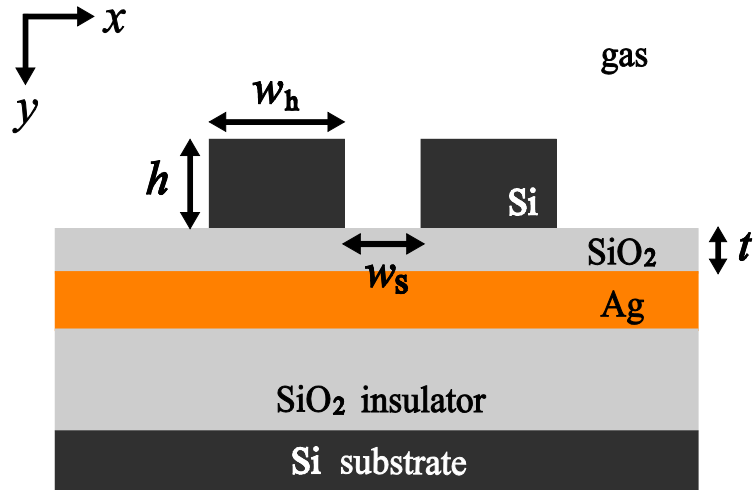 x
gas
y
w_h
h
Si
SiO₂
t
w_s
Ag
SiO₂ insulator
Si substrate